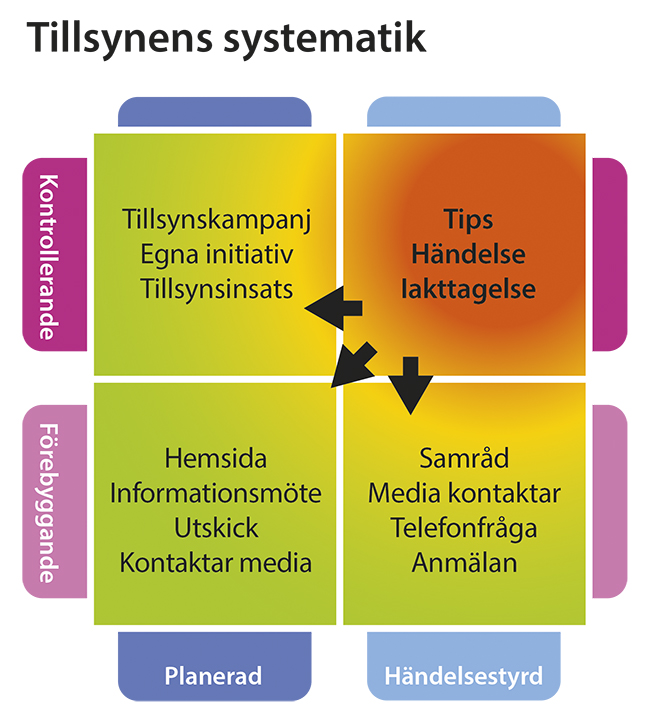 Tillsynens systematik
Kontrollerande
Tillsynskampanj
Egna initiativ
Tillsynsinsats
Tips
Händelse
Iakttagelse
Förebyggande
Hemsida
Informationsmöte
Utskick
Kontaktar media
Samråd
Media kontaktar
Telefonfråga
Anmälan
Planerad
Händelsestyrd